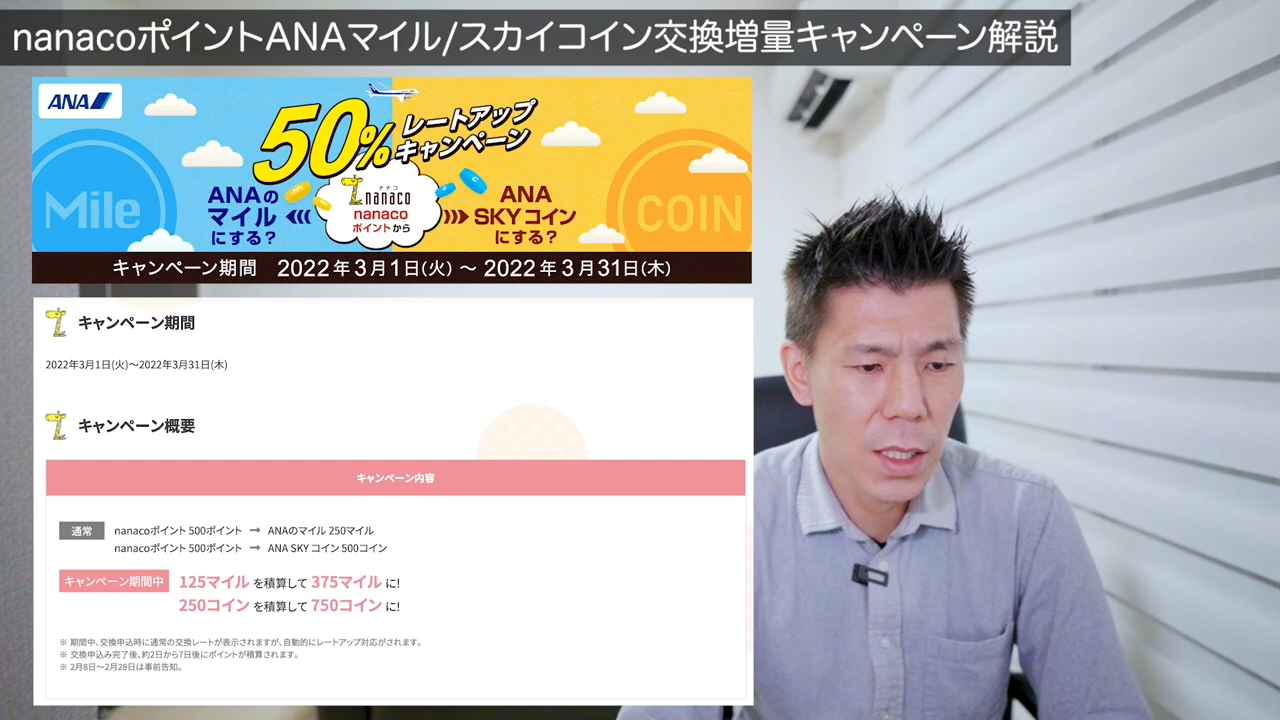 nanacoポイントANAマイル/スカイコイン交換増量キャンペーン解説
ANA
50%
レートアップ
キャンペーン
Mile
ANAの
マイル
にする?
ナナコ
nanaco
nanaco
ポイントから
ANA
SKY コイン
にする?
COIN
キャンペーン期間 2022年3月1日(火) ～ 2022年3月31日(木)
キャンペーン期間
2022年3月1日(火)～2022年3月31日(木)
キャンペーン概要
キャンペーン内容
通常 nanacoポイント 500ポイント → ANAのマイル 250マイル
nanacoポイント 500ポイント → ANA SKY コイン 500コイン
キャンペーン期間中 125マイル を積算して 375マイル に!
250コイン を積算して 750コイン に!
※ 期間中、交換申込時に通常の交換レートが表示されますが、自動的にレートアップ対応がされます。
※ 交換申込み完了後、約2日から7日後にポイントが積算されます。
※ 2月8日～2月28日は事前告知。